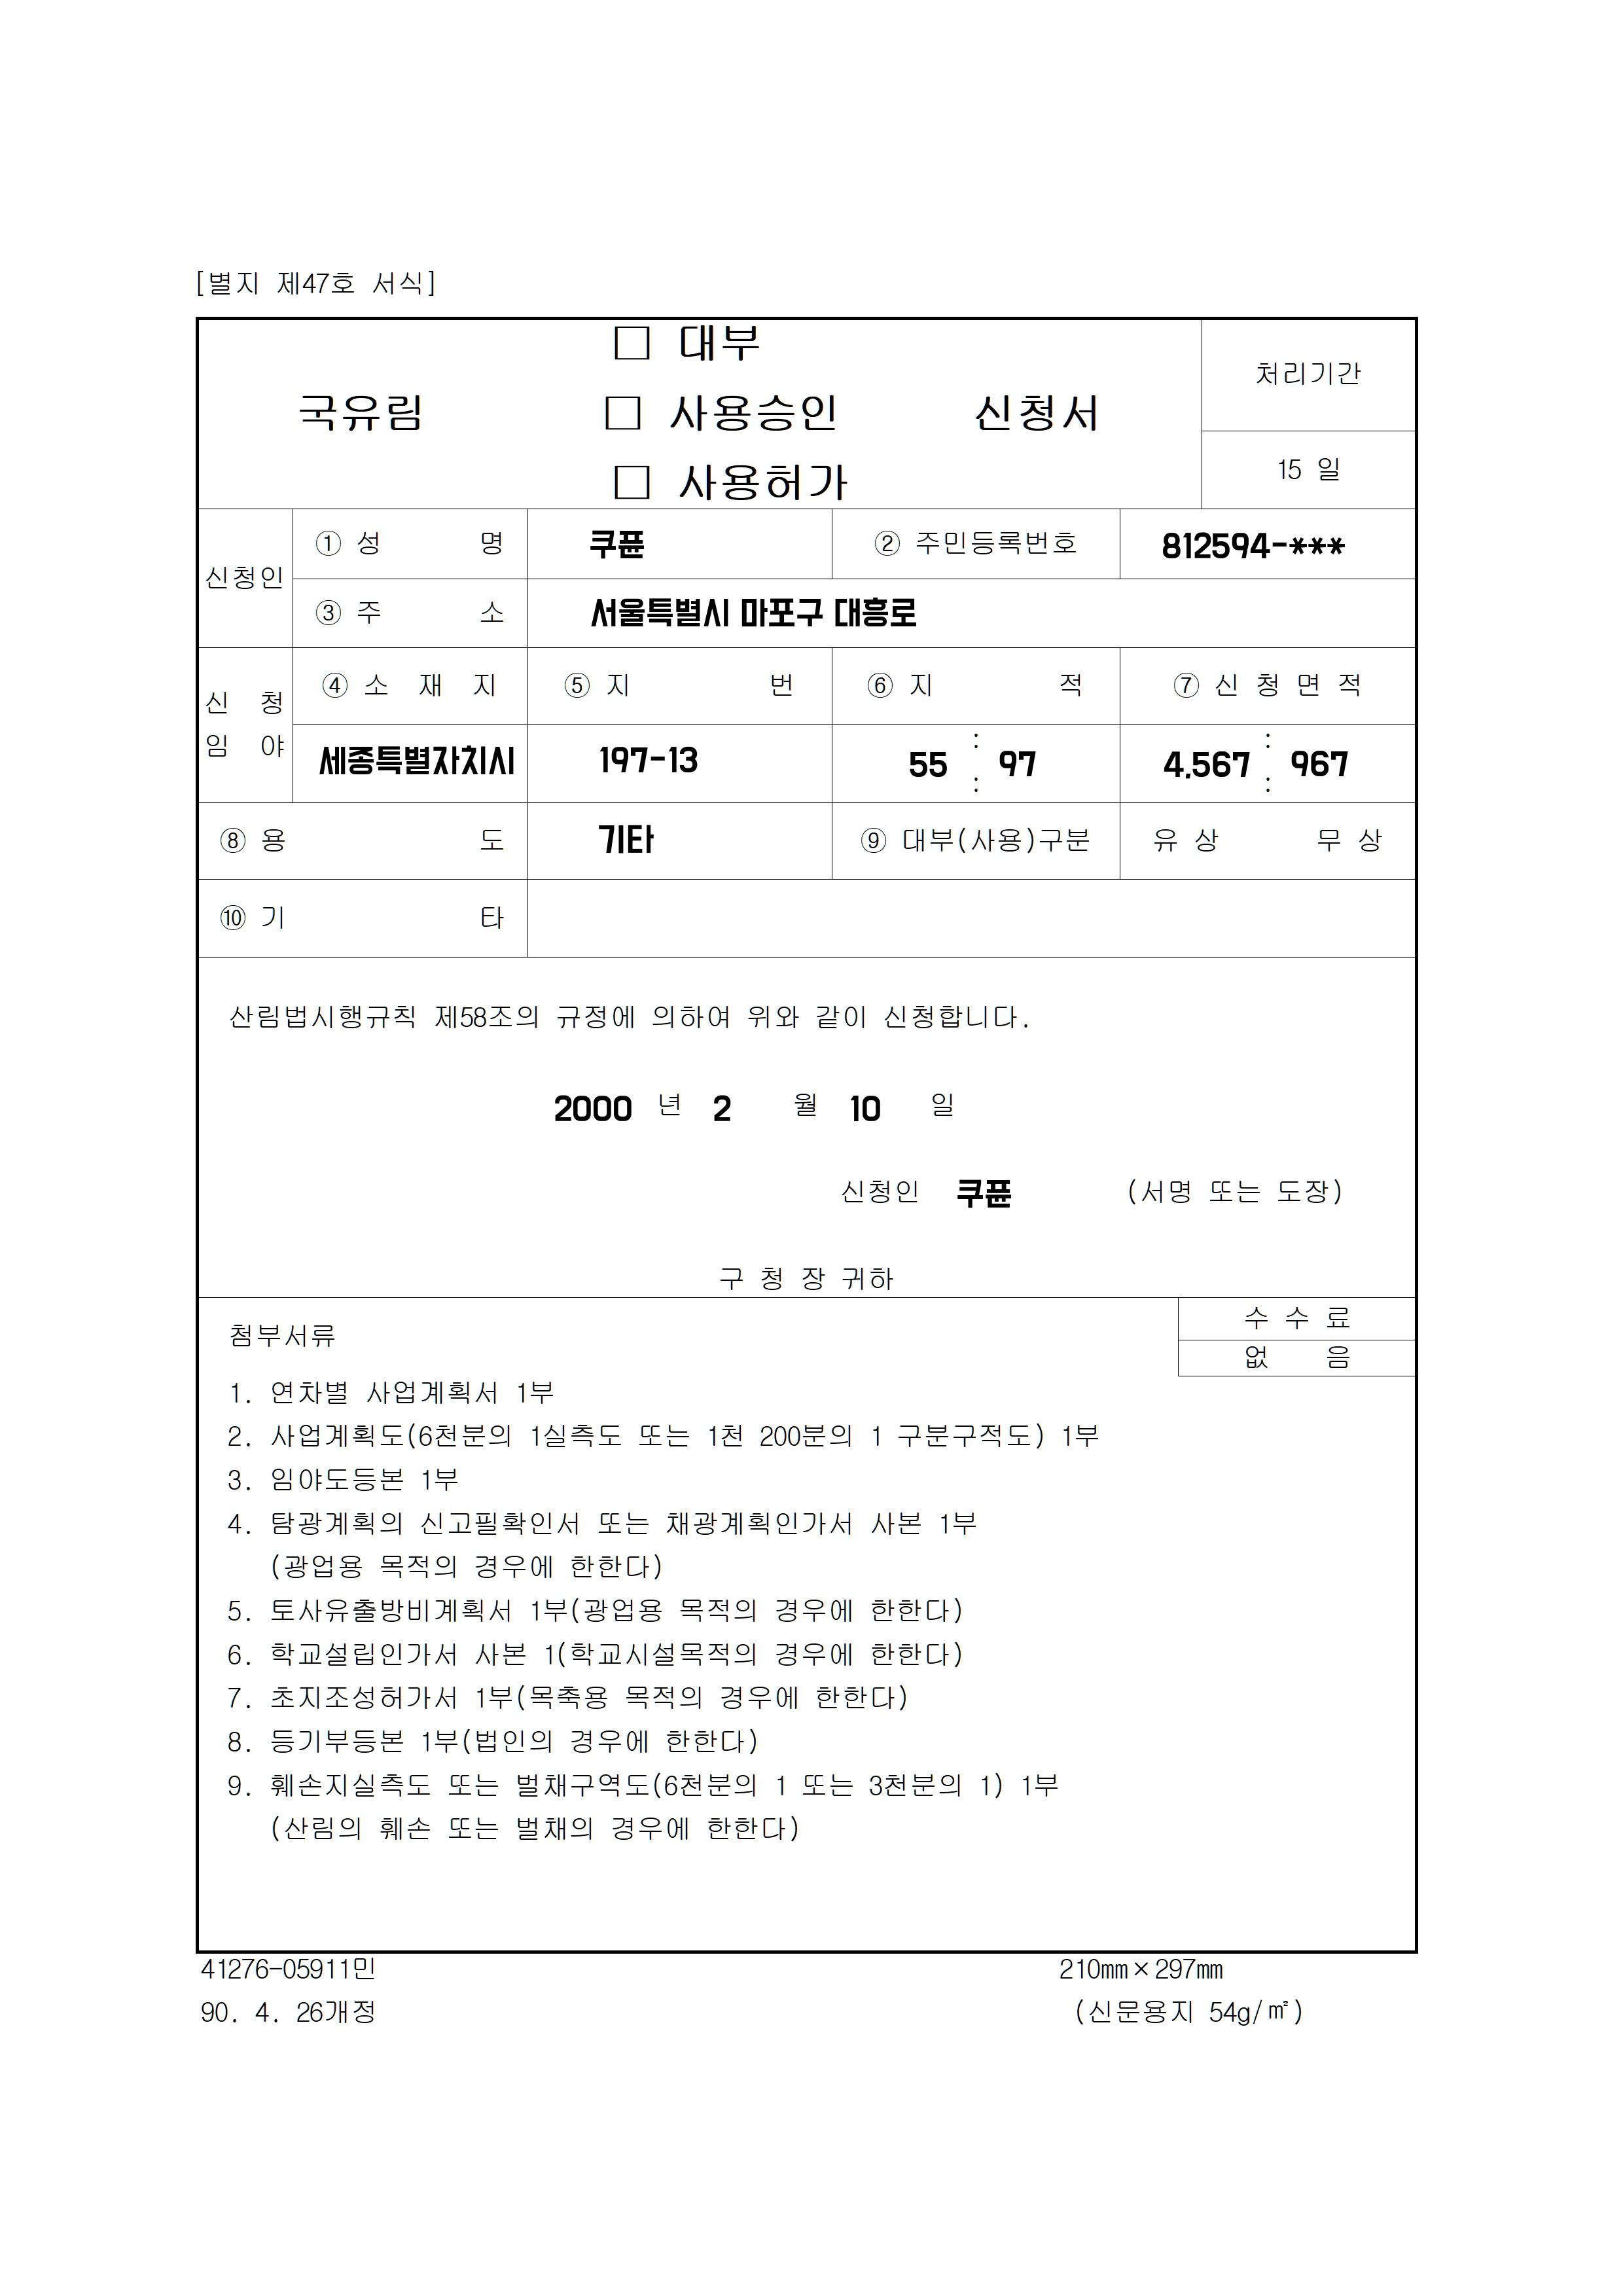 [별지 제47호 서식]
□ 대부
국유림 □ 사용승인 신청서
□ 사용허가
처리기간
15 일
신청인
① 성 명 쿠퓬 ② 주민등록번호 812594-***
③ 주 소 서울특별시 마포구 대흥로
신 청
임 야
④ 소 재 지 ⑤ 지 번 ⑥ 지 적 ⑦ 신 청 면 적
세종특별자치시 197-13 55 : : 97 4,567 : : 967
⑧ 용 도 기타 ⑨ 대부(사용)구분 유 상 무 상
⑩ 기 타
산림법시행규칙 제58조의 규정에 의하여 위와 같이 신청합니다.
2000 년 2 월 10 일
신청인 쿠퓬 (서명 또는 도장)
구 청 장 귀하
수 수 료
없 음
첨부서류
1. 연차별 사업계획서 1부
2. 사업계획도(6천분의 1실측도 또는 1천 200분의 1 구분구적도) 1부
3. 임야도등본 1부
4. 탐광계획의 신고필확인서 또는 채광계획인가서 사본 1부
(광업용 목적의 경우에 한한다)
5. 토사유출방비계획서 1부(광업용 목적의 경우에 한한다)
6. 학교설립인가서 사본 1(학교시설목적의 경우에 한한다)
7. 초지조성허가서 1부(목축용 목적의 경우에 한한다)
8. 등기부등본 1부(법인의 경우에 한한다)
9. 훼손지실측도 또는 벌채구역도(6천분의 1 또는 3천분의 1) 1부
(산림의 훼손 또는 벌채의 경우에 한한다)
41276-05911민 210㎜×297㎜
90. 4. 26개정 (신문용지 54g/㎡)